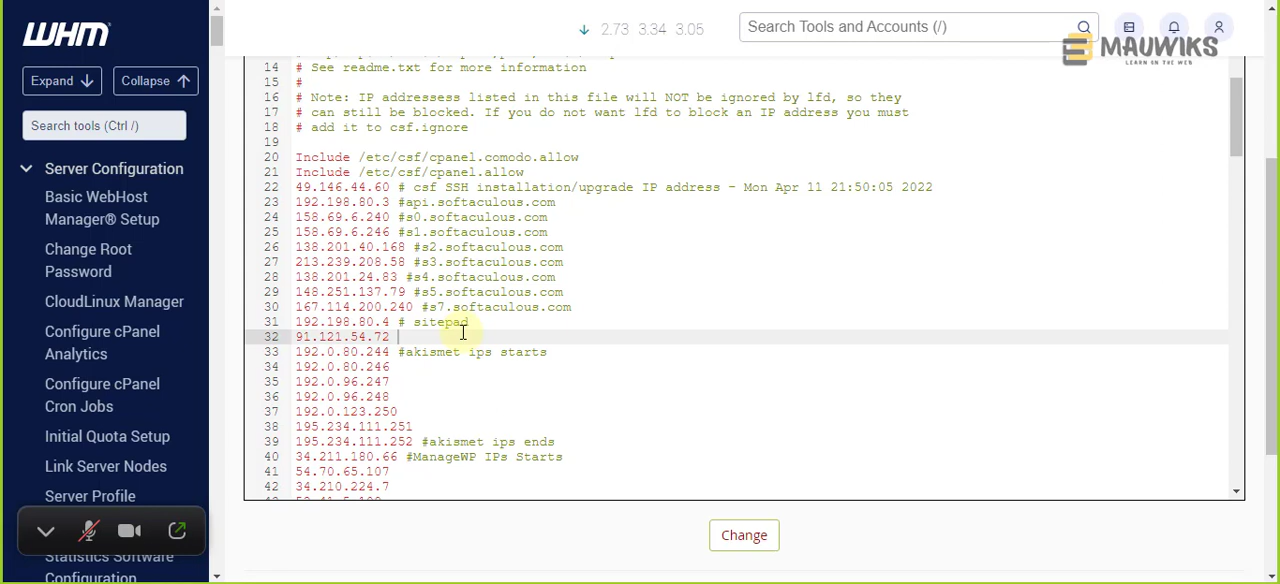 WHM
Expand
Collapse
Search tools (Ctrl /)
Server Configuration
Basic WebHost
Manager® Setup
Change Root
Password
CloudLinux Manager
Configure cPanel
Analytics
Configure cPanel
Cron Jobs
Initial Quota Setup
Link Server Nodes
Server Profile
Statistics Software
Configuration
2.73 3.34 3.05
Search Tools and Accounts (/)
MAUWIKS
LEARN ON THE WEB
14 # See readme.txt for more information
15 #
16 # Note: IP addressess listed in this file will NOT be ignored by lfd, so they
17 # can still be blocked. If you do not want lfd to block an IP address you must
18 # add it to csf.ignore
19
20 Include /etc/csf/cpanel.comodo.allow
21 Include /etc/csf/cpanel.allow
22 49.146.44.60 # csf SSH installation/upgrade IP address - Mon Apr 11 21:50:05 2022
23 192.198.80.3 #api.softaculous.com
24 158.69.6.240 #s0.softaculous.com
25 158.69.6.246 #s1.softaculous.com
26 138.201.40.168 #s2.softaculous.com
27 213.239.208.58 #s3.softaculous.com
28 138.201.24.83 #s4.softaculous.com
29 148.251.137.79 #s5.softaculous.com
30 167.114.200.240 #s7.softaculous.com
31 192.198.80.4 # sitepad
32 91.121.54.72
33 192.0.80.244 #akismet ips starts
34 192.0.80.246
35 192.0.96.247
36 192.0.96.248
37 192.0.123.250
38 195.234.111.251
39 195.234.111.252 #akismet ips ends
40 34.211.180.66 #ManageWP IPs Starts
41 54.70.65.107
42 34.210.224.7
Change